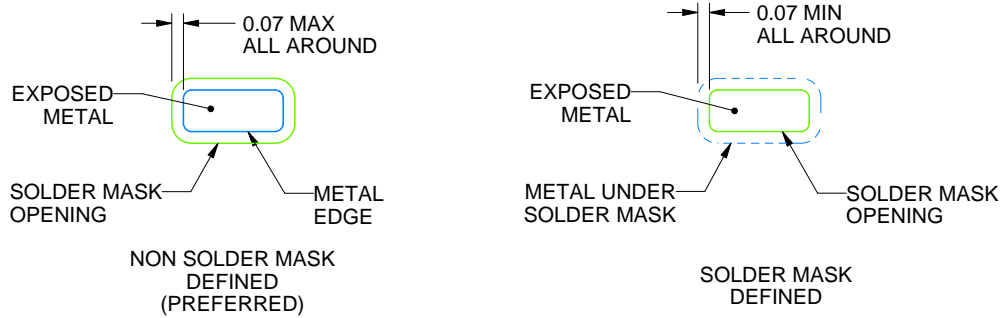 0.07 MAX
ALL AROUND
EXPOSED
METAL
SOLDER MASK
OPENING
METAL
EDGE
NON SOLDER MASK
DEFINED
(PREFERRED)
0.07 MIN
ALL AROUND
EXPOSED
METAL
METAL UNDER
SOLDER MASK
SOLDER MASK
OPENING
SOLDER MASK
DEFINED